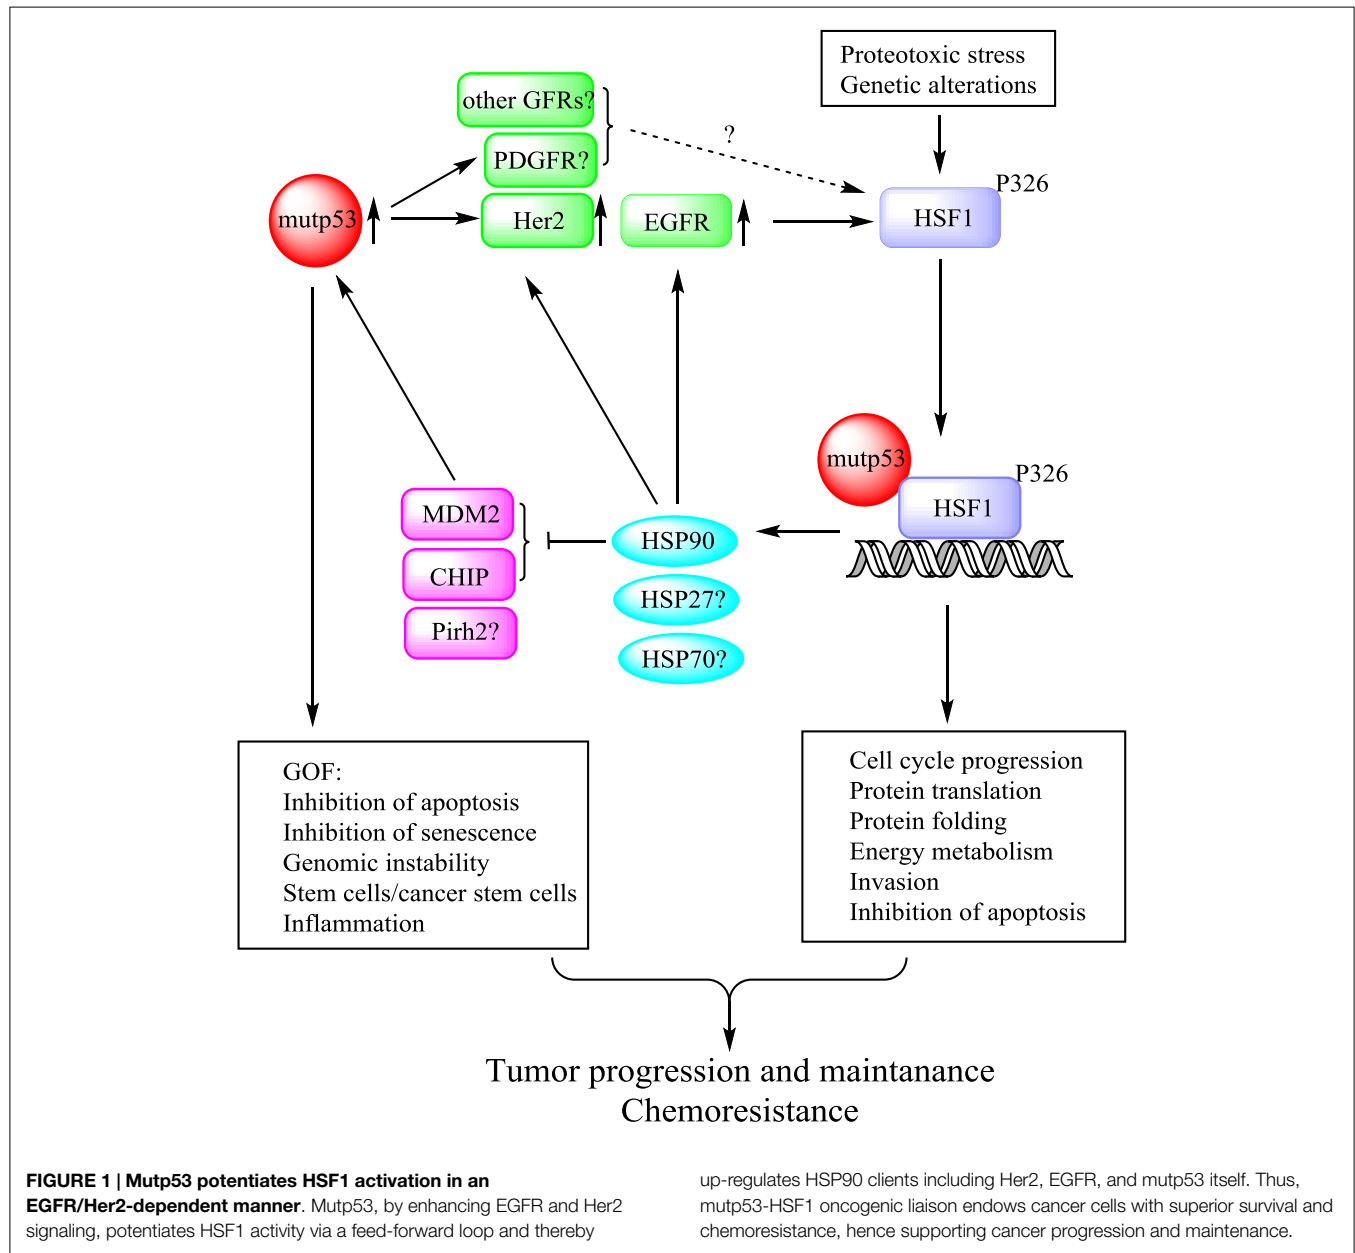 Proteotoxic stress
Genetic alterations
other GFRs?
?
PDGFR?
P326
mutp53
Her2
EGFR
HSF1
mutp53
P326
HSF1
MDM2
HSP90
CHIP
HSP27?
Pirh2?
HSP70?
GOF:
Inhibition of apoptosis
Inhibition of senescence
Genomic instability
Stem cells/cancer stem cells
Inflammation
Cell cycle progression
Protein translation
Protein folding
Energy metabolism
Invasion
Inhibition of apoptosis
Tumor progression and maintanance
Chemoresistance
FIGURE 1 | Mutp53 potentiates HSF1 activation in an
EGFR/Her2-dependent manner. Mutp53, by enhancing EGFR and Her2
signaling, potentiates HSF1 activity via a feed-forward loop and thereby
up-regulates HSP90 clients including Her2, EGFR, and mutp53 itself. Thus,
mutp53-HSF1 oncogenic liaison endows cancer cells with superior survival and
chemoresistance, hence supporting cancer progression and maintenance.